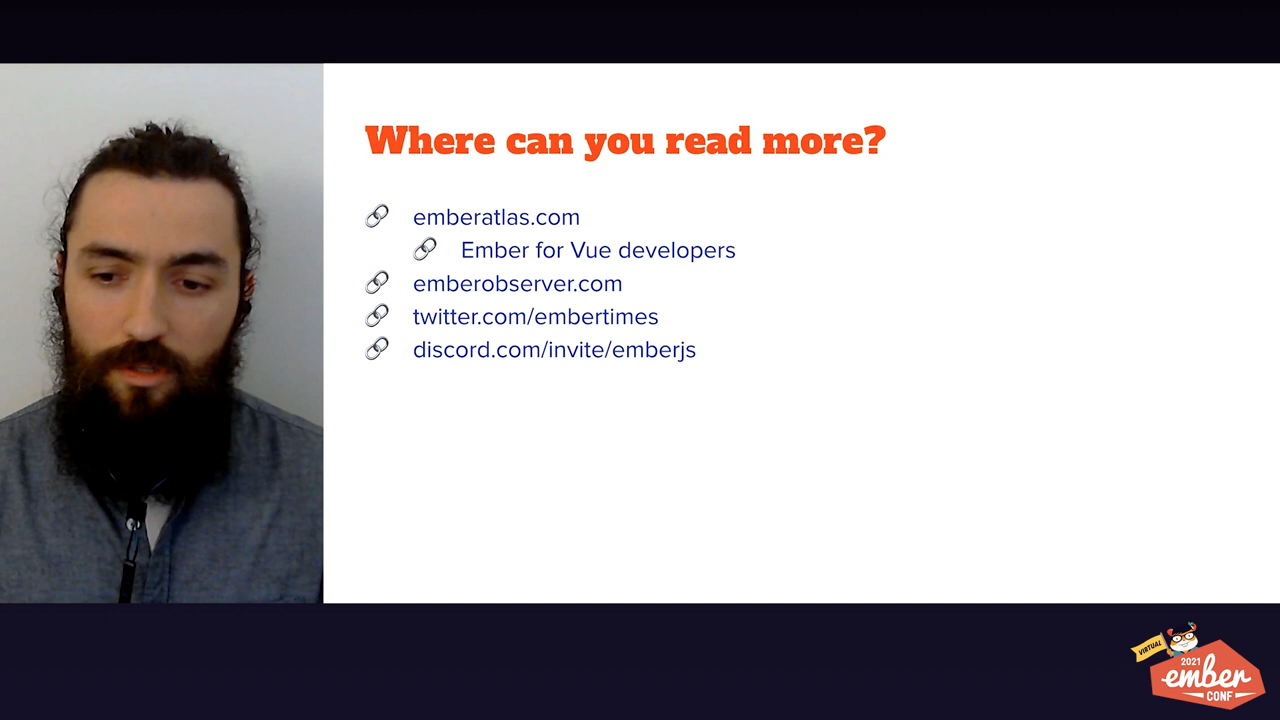 Where can you read more?
emberatlas.com
Ember for Vue developers
emberobserver.com
twitter.com/embertimes
discord.com/invite/emberjs
VIRTUAL
2021
ember
CONF